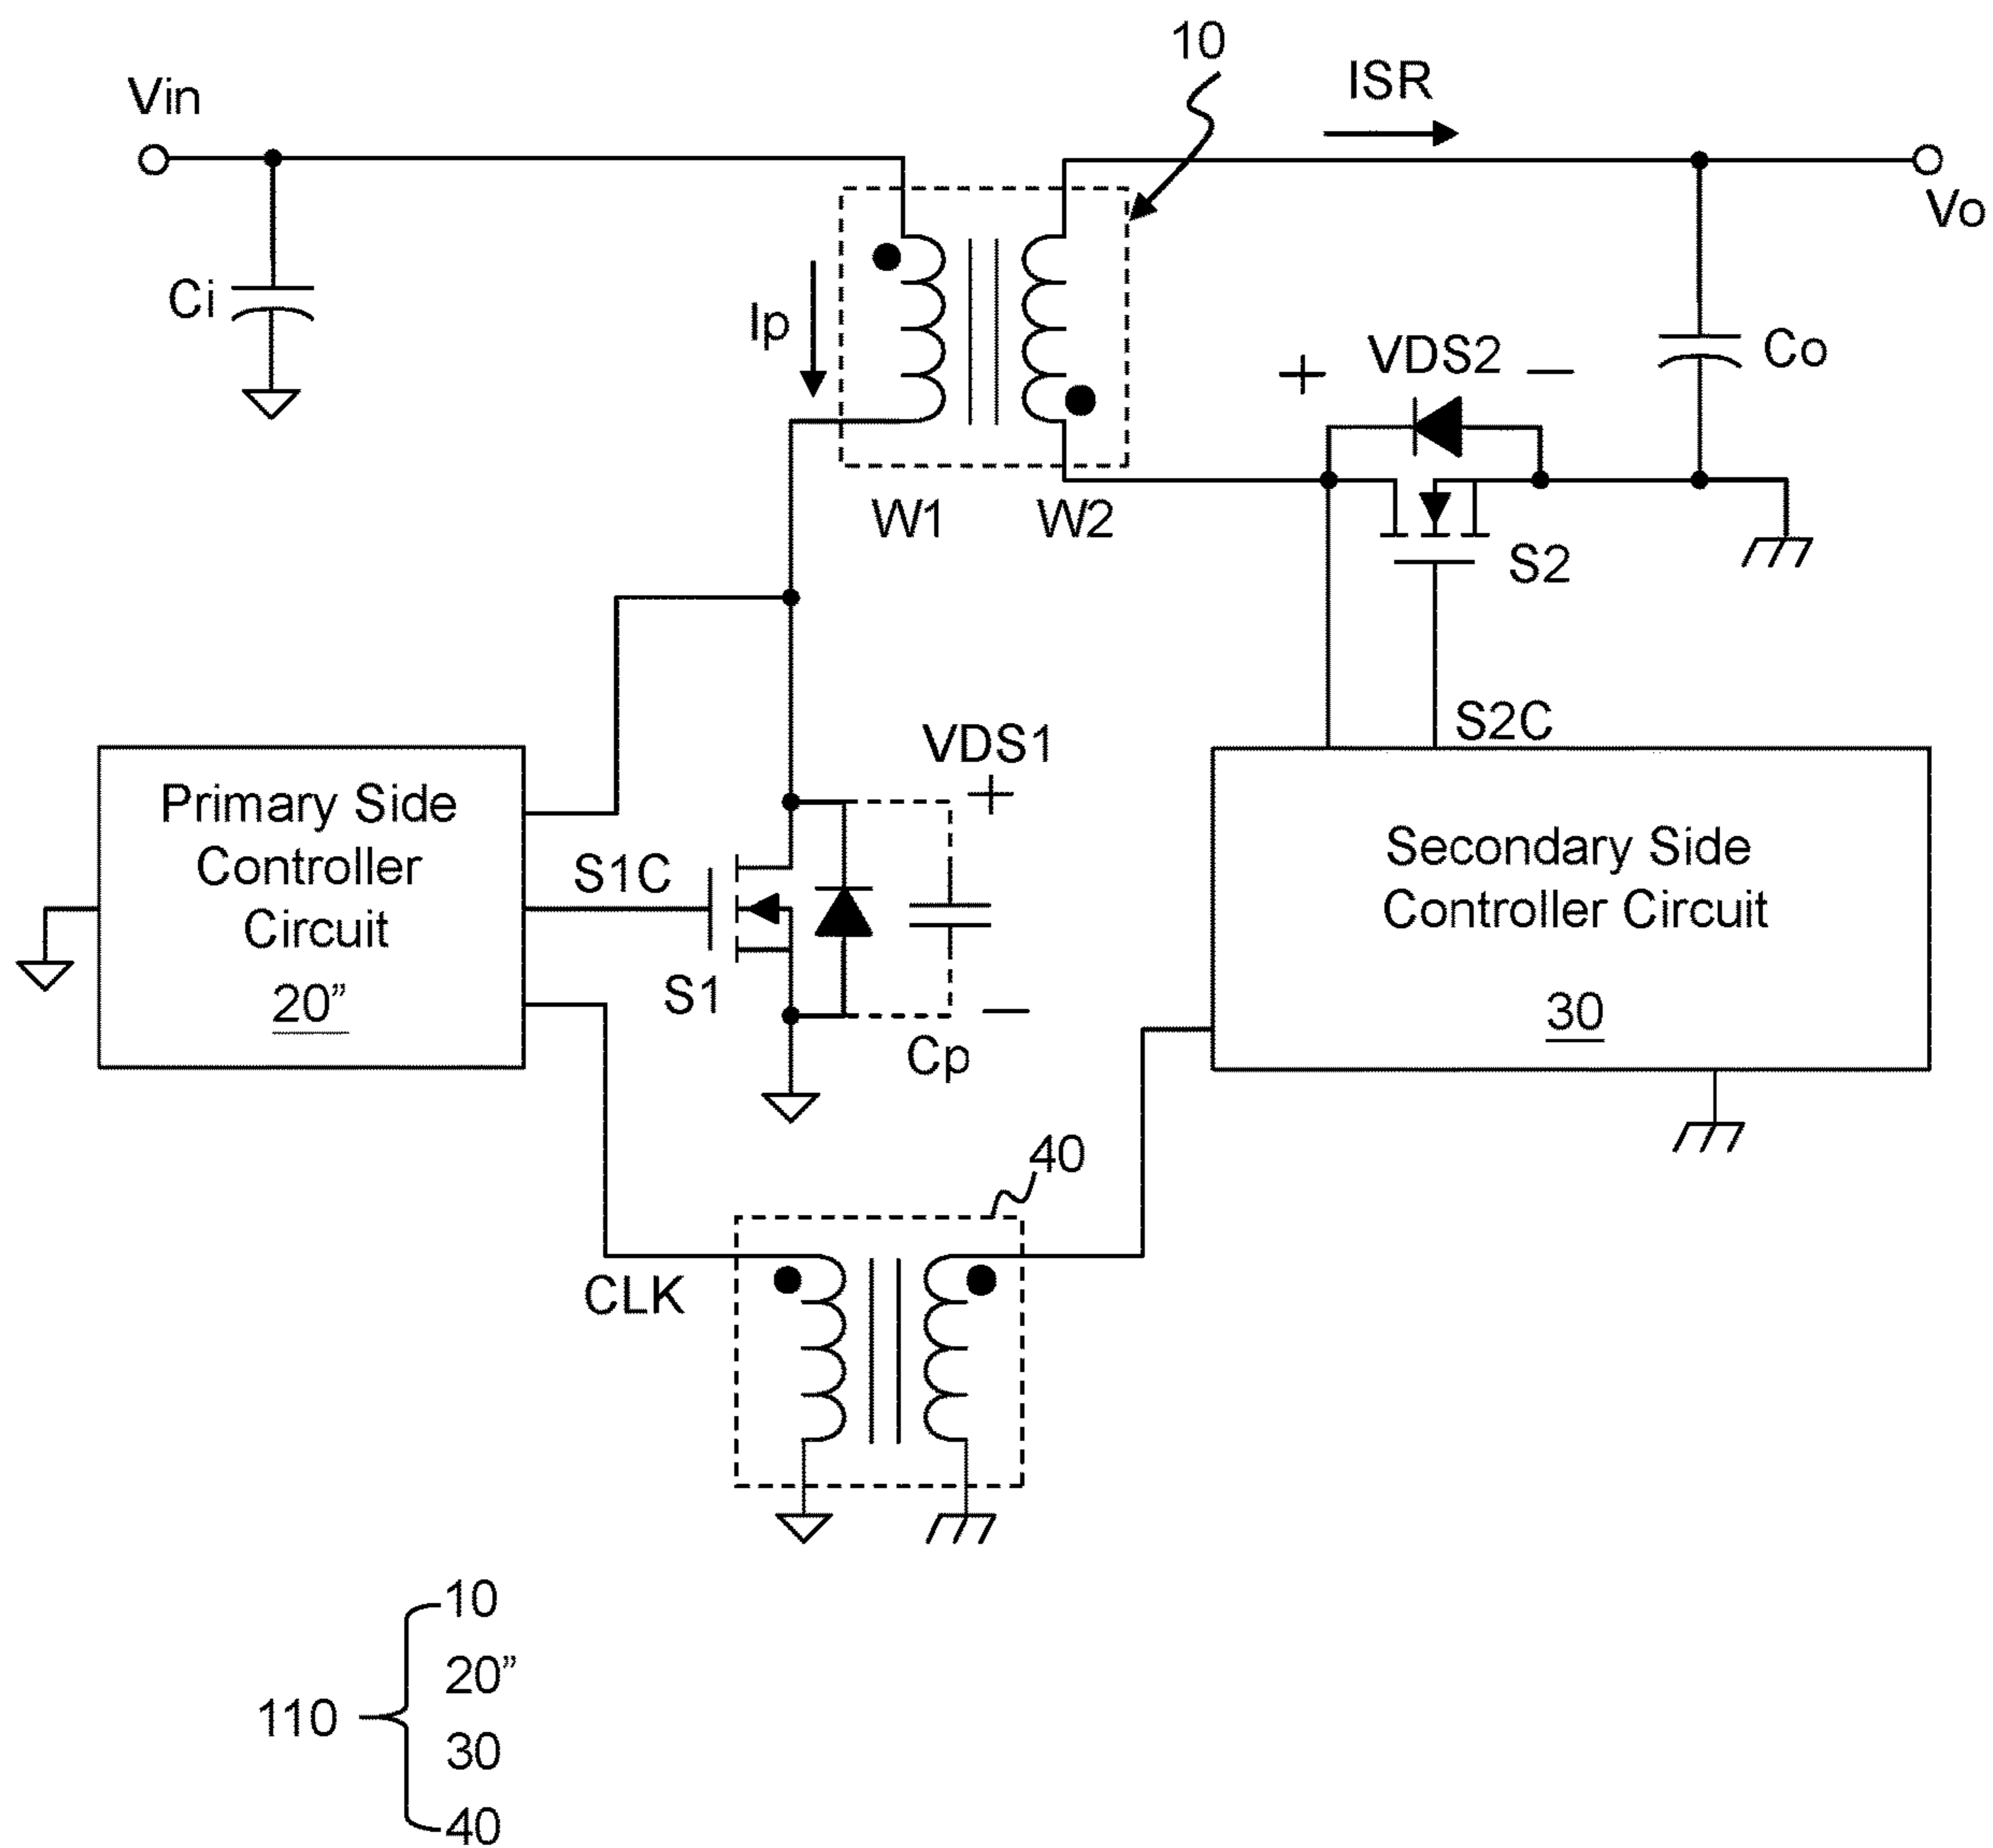 10
ISR
Vin
Vo
Ci
Ip
+ VDS2 —
Co
W1
W2
S2
S2C
VDS1
+
Primary Side
Controller
Circuit
20”
S1C
S1
—
Cp
Secondary Side
Controller Circuit
30
40
CLK
110
10
20”
30
40